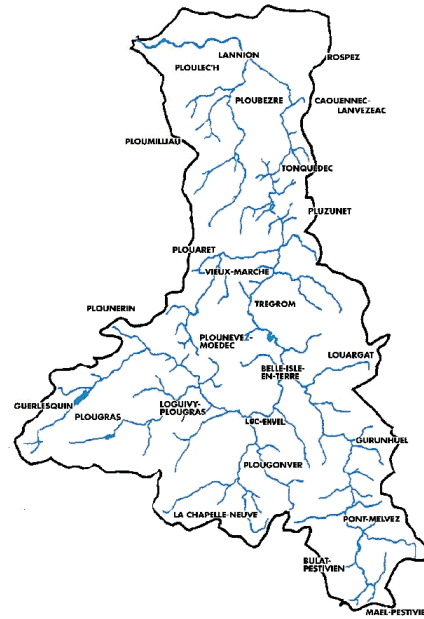 LANNION
PLOULEC'H
ROSPEZ
PLOUBEZRE
CAOUENNEC-
LANVEZEAC
PLOUMILLIAU
TONQUEDEC
PLUZUNET
PLOUARET
VIEUX-MARCHE
TREGROM
PLOUNERIN
PLOUNEVEZ-
MOEDEC
LOUARGAT
BELLE-ISLE-
EN-TERRE
GUERLESQUIN
PLOUGRAS
LOGUIVY-
PLOUGRAS
LOC-ENVEL
GURUNHUEL
PLOUGONVER
LA CHAPELLE-NEUVE
PONT-MELVEZ
BULAT-
PESTIVIEN
MAEL-PESTIVIE